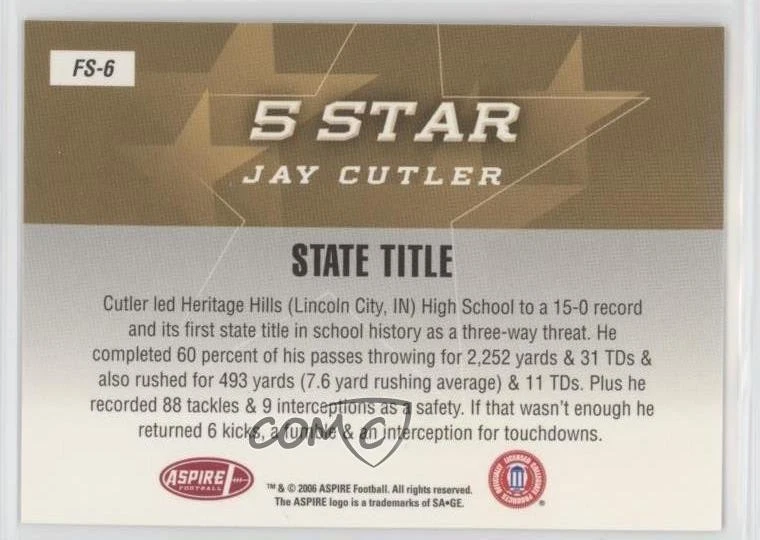 FS-6
5 STAR
JAY CUTLER
STATE TITLE
Cutler led Heritage Hills (Lincoln City, IN) High School to a 15-0 record
and its first state title in school history as a three-way threat. He
completed 60 percent of his passes throwing for 2,252 yards & 31 TDs &
also rushed for 493 yards (7.6 yard rushing average) & 11 TDs. Plus he
recorded 88 tackles & 9 interceptions as a safety. If that wasn't enough he
returned 6 kicks, a fumble & an interception for touchdowns.
COMC
ASPIRE
FOOTBALL
™ & © 2006 ASPIRE Football. All rights reserved.
The ASPIRE logo is a trademarks of SA•GE.
OFFICIALLY LICENSED COLLEGIATE PRODUCTS
®